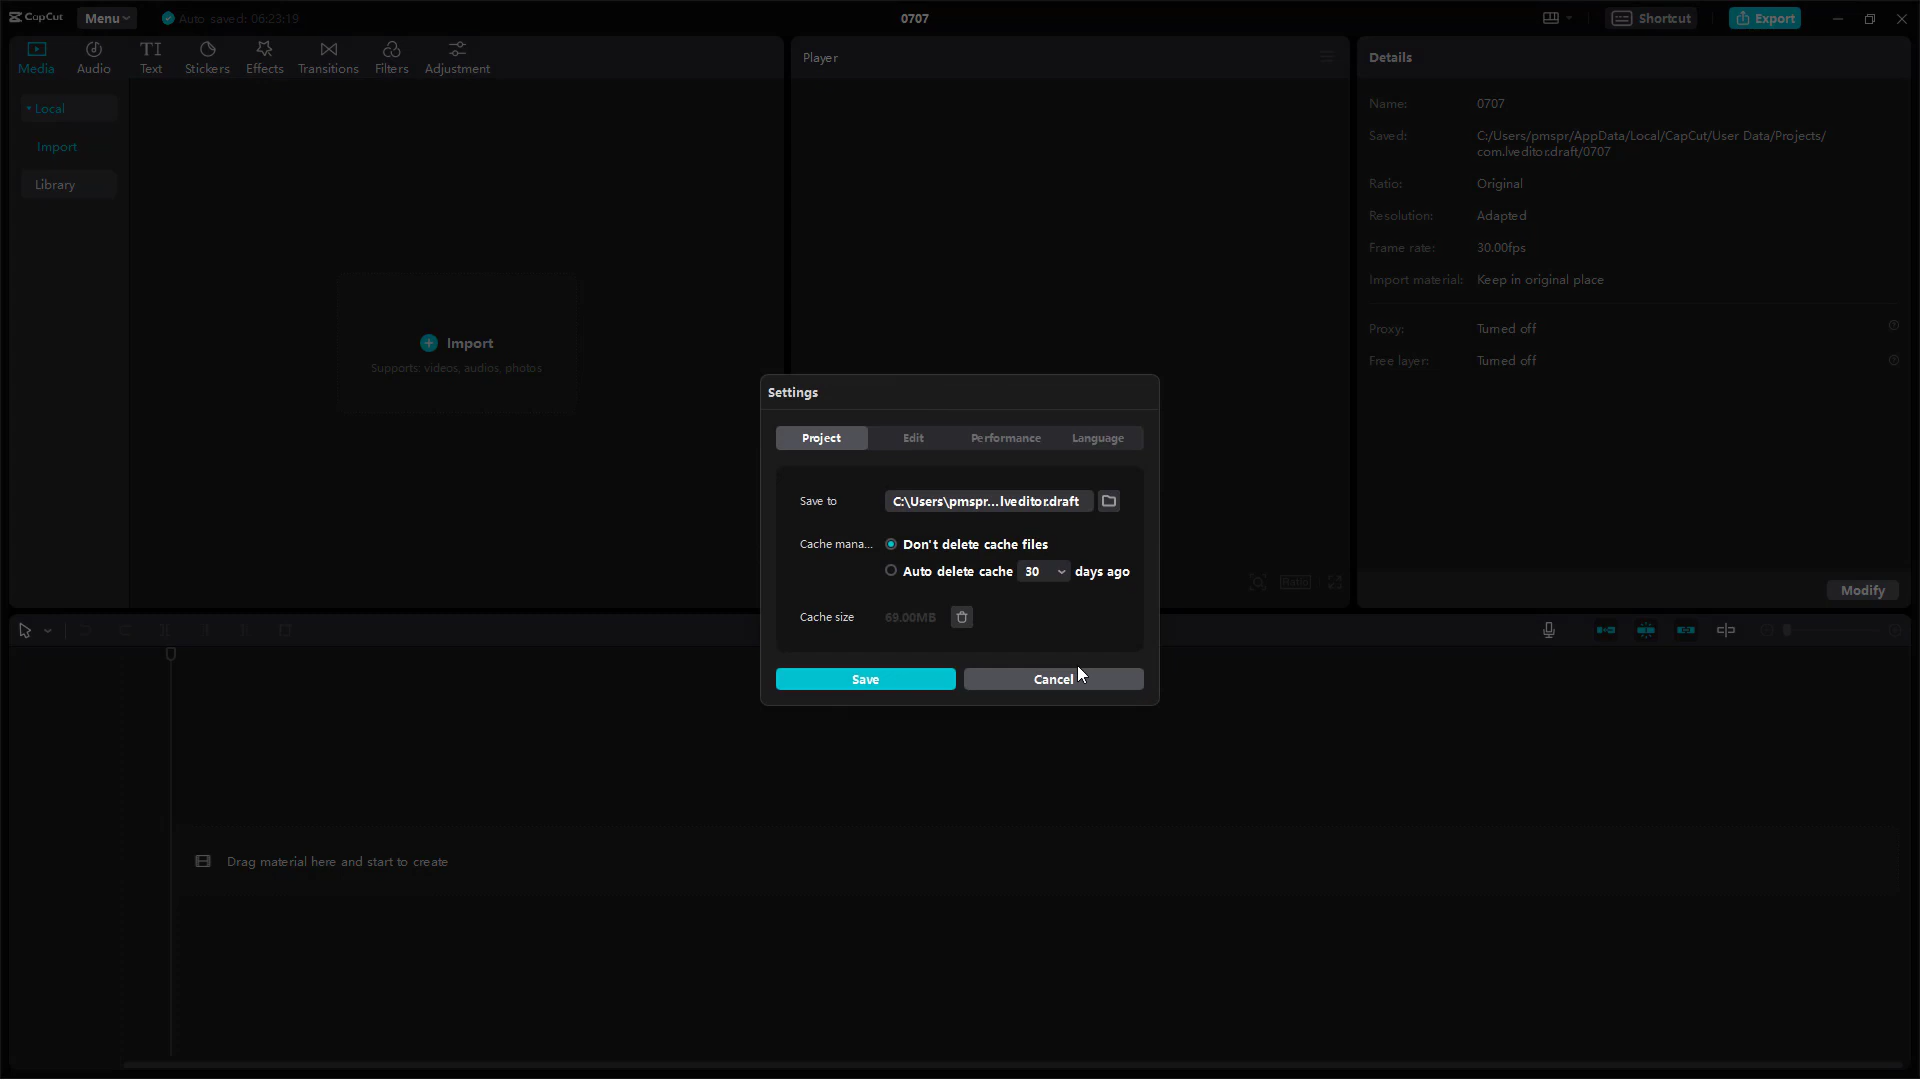 CapCut
Menu
Auto saved: 06:23:19
0707
Shortcut
Export
Media
Audio
Text
Stickers
Effects
Transitions
Filters
Adjustment
Local
Import
Library
Import
Supports: videos, audios, photos
Player
Ratio
Details
Name:
0707
Saved:
C:/Users/pmspr/AppData/Local/CapCut/User Data/Projects/
com.lveditor.draft/0707
Ratio:
Original
Resolution:
Adapted
Frame rate:
30.00fps
Import material:
Keep in original place
Proxy:
Turned off
Free layer:
Turned off
Modify
Settings
Project
Edit
Performance
Language
Save to
C:\Users\pmspr...lveditor.draft
Cache mana...
Don't delete cache files
Auto delete cache 30 days ago
Cache size
69.00MB
Save
Cancel
Drag material here and start to create